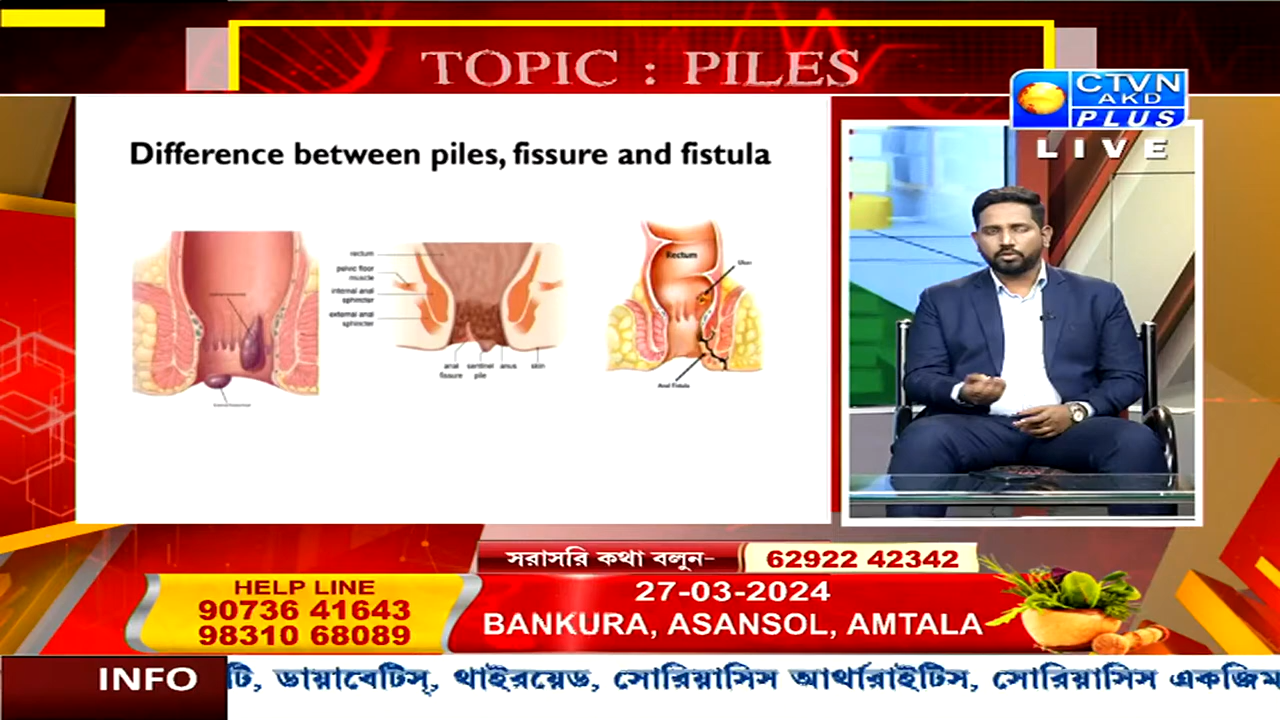 TOPIC : PILES
CTVN
AKD
PLUS
LIVE
Difference between piles, fissure and fistula
rectum
pelvic floor
muscle
internal anal
sphincter
external anal
sphincter
anal
fissure
sentinel
pile
anus
skin
Rectum
Ulcer
Anal Fistula
সরাসরি কথা বলুন- 62922 42342
HELP LINE
90736 41643
98310 68089
27-03-2024
BANKURA, ASANSOL, AMTALA
INFO
টি, ডায়াবেটিস্, থাইরয়েড, সোরিয়াসিস আর্থারাইটিস, সোরিয়াসিস একজিম